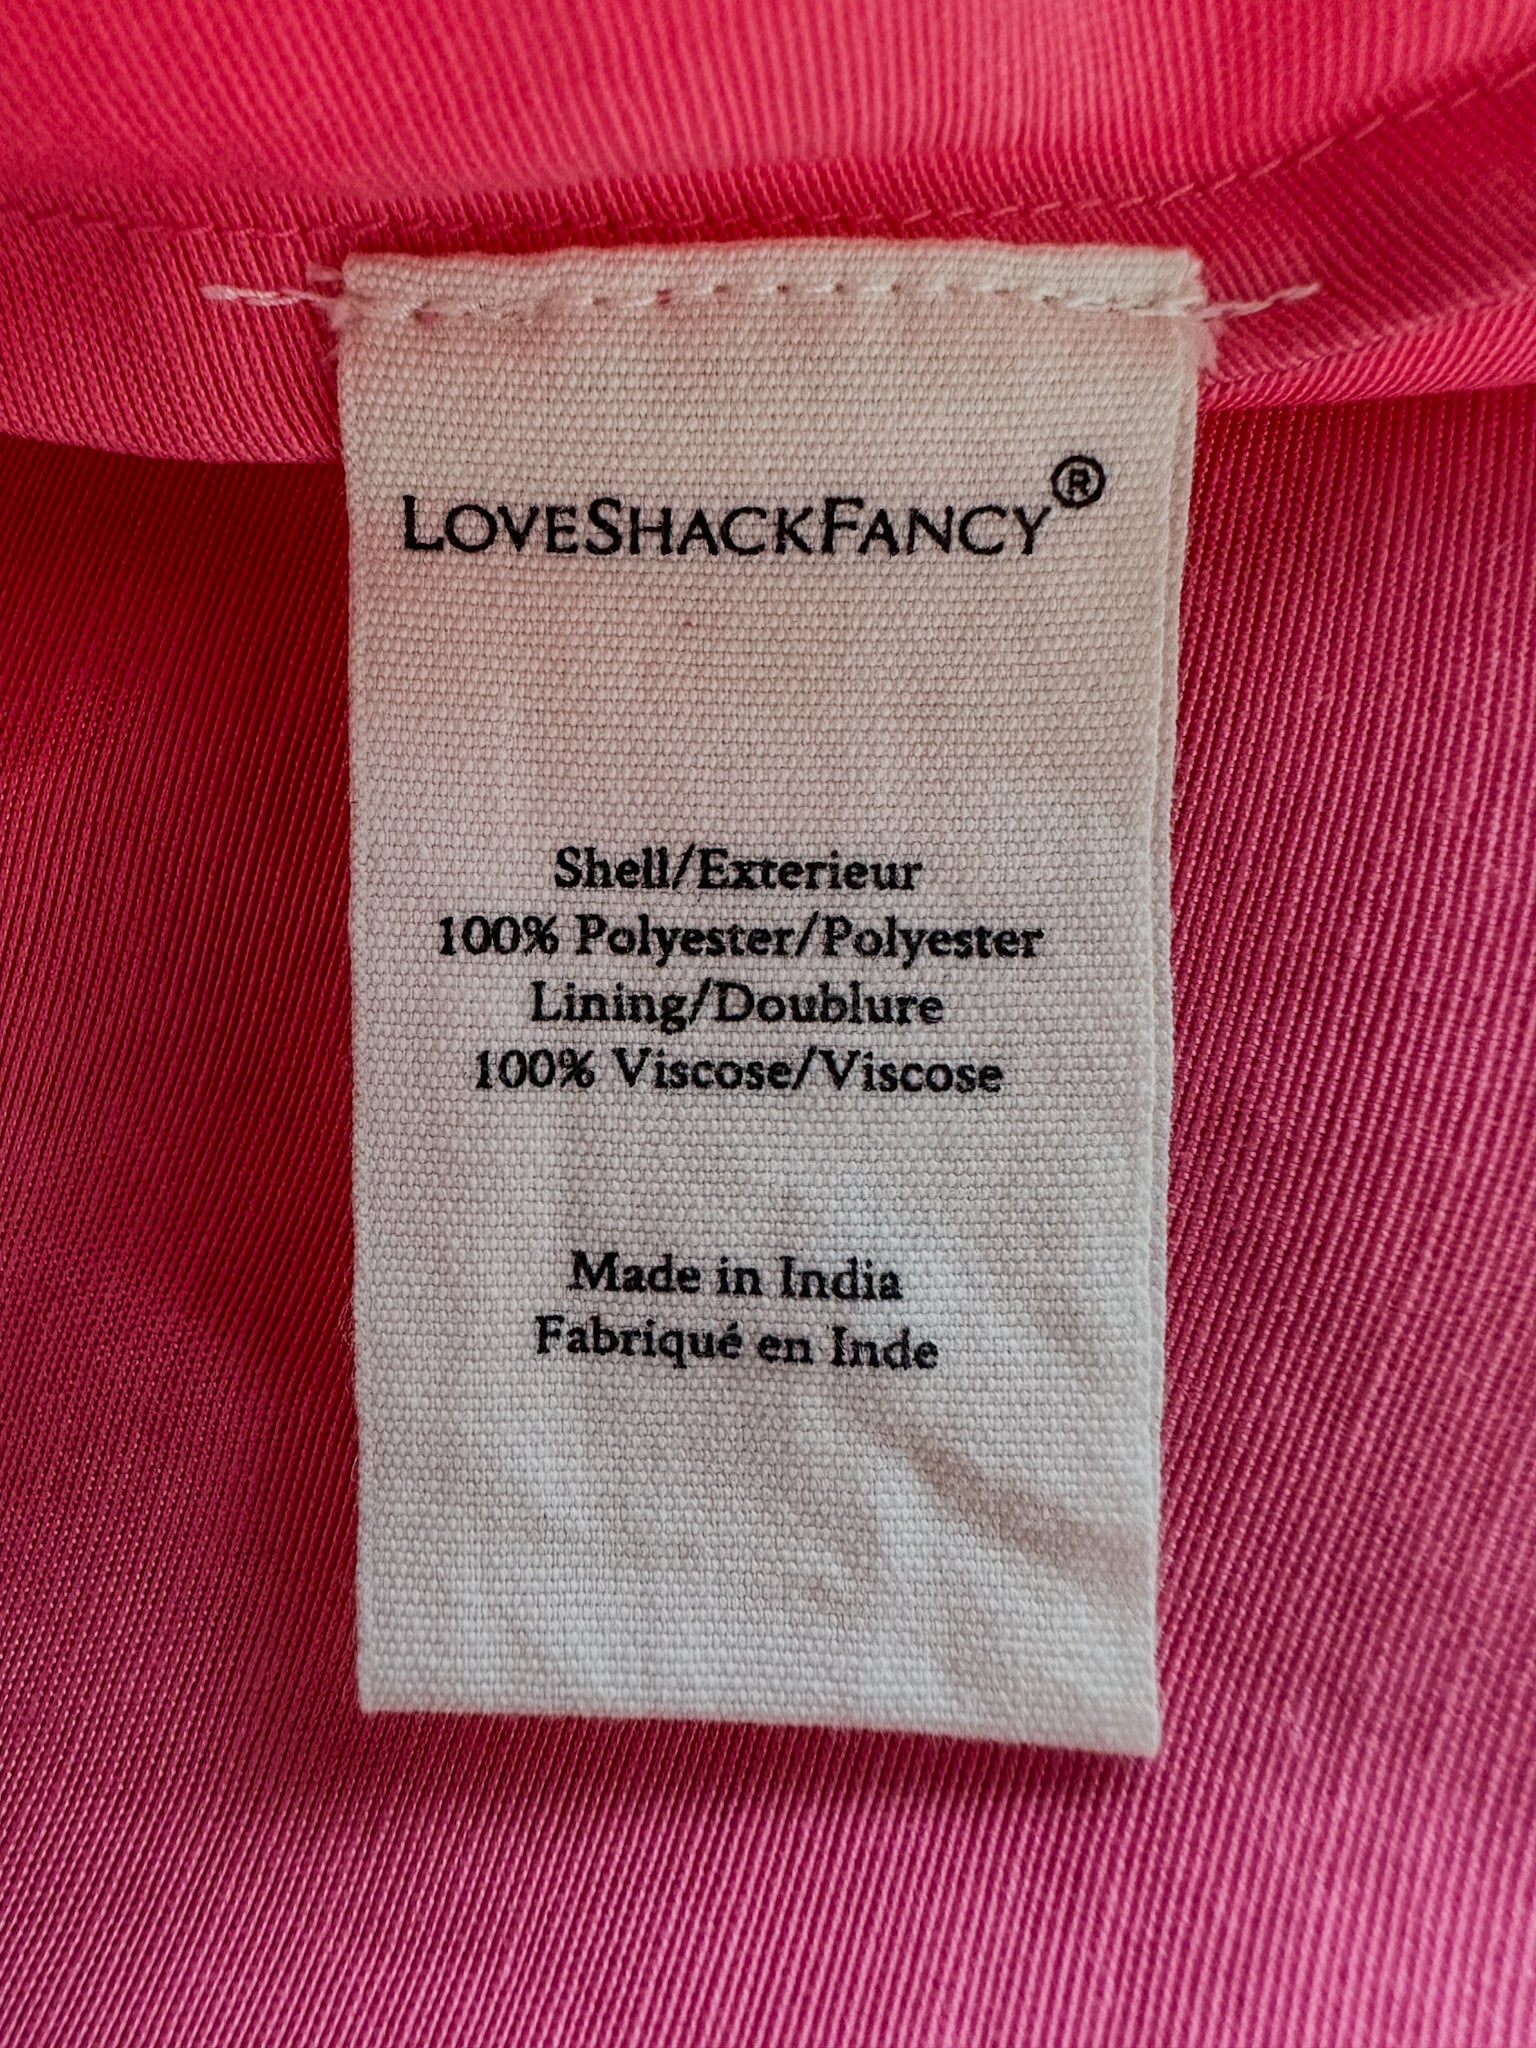 LOVESHACKFANCY®
Shell/Exterieur
100% Polyester/Polyester
Lining/Doublure
100% Viscose/Viscose
Made in India
Fabriqué en Inde